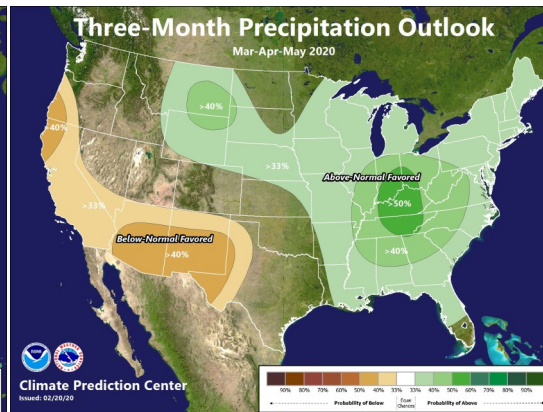 Three-Month Precipitation Outlook
Mar-Apr-May 2020
>40%
>40%
>33%
Above-Normal Favored
>50%
>33%
Below-Normal Favored
>40%
>40%
NOAA
Climate Prediction Center
Issued: 02/20/20
90% 80% 70% 60% 50% 40% 33% 33% 40% 50% 60% 70% 80% 90%
Probability of Below Equal Chances Probability of Above